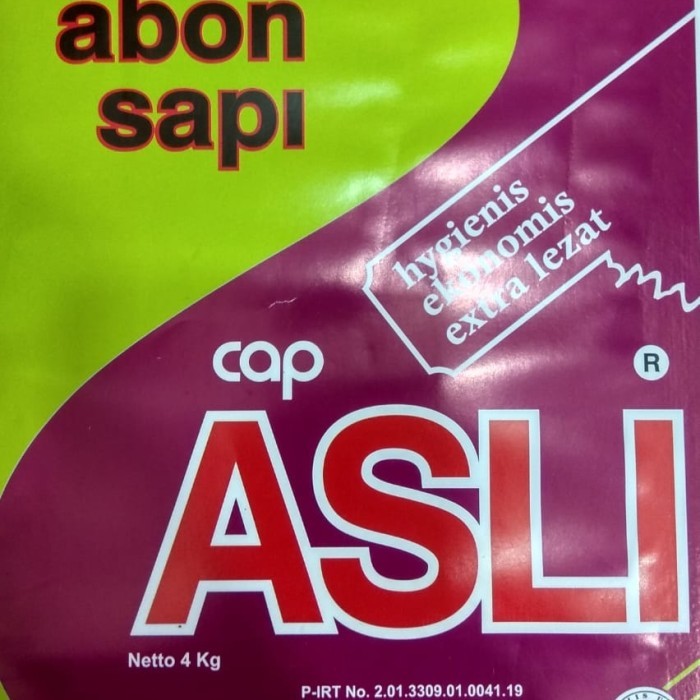 abon
sapi
hygienis
ekonomis
extra lezat
cap
®
ASLI
Netto 4 Kg
P-IRT No. 2.01.3309.01.0041.19